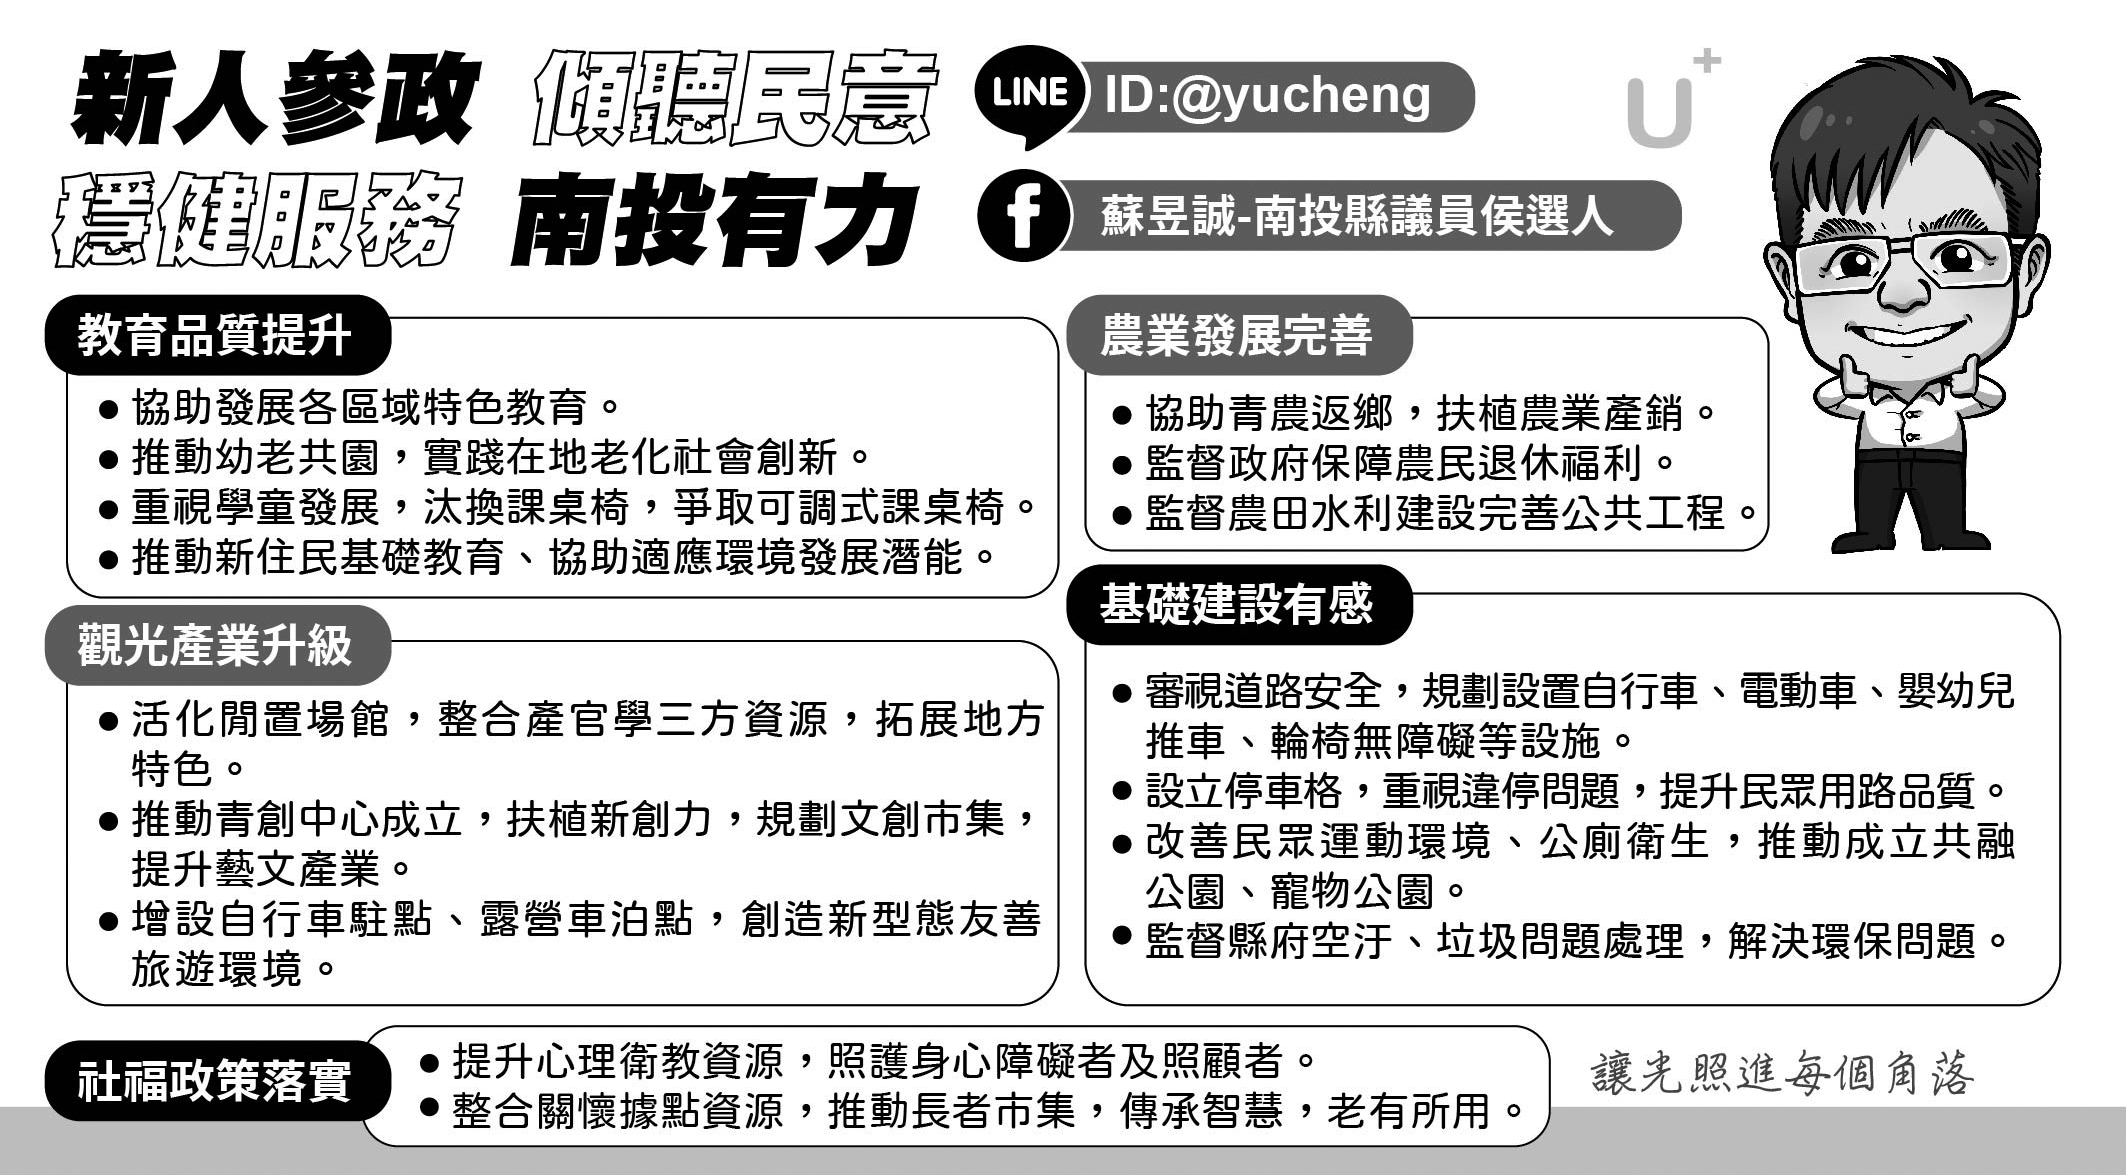 新人參政 傾聽民意
穩健服務 南投有力
LINE ID:@yucheng
f 蘇昱誠-南投縣議員侯選人
U+
教育品質提升
●協助發展各區域特色教育。
●推動幼老共園，實踐在地老化社會創新。
●重視學童發展，汰換課桌椅，爭取可調式課桌椅。
●推動新住民基礎教育、協助適應環境發展潛能。
觀光產業升級
●活化閒置場館，整合產官學三方資源，拓展地方
特色。
●推動青創中心成立，扶植新創力，規劃文創市集，
提升藝文產業。
●增設自行車駐點、露營車泊點，創造新型態友善
旅遊環境。
農業發展完善
●協助青農返鄉，扶植農業產銷。
●監督政府保障農民退休福利。
●監督農田水利建設完善公共工程。
基礎建設有感
●審視道路安全，規劃設置自行車、電動車、嬰幼兒
推車、輪椅無障礙等設施。
●設立停車格，重視違停問題，提升民眾用路品質。
●改善民眾運動環境、公廁衛生，推動成立共融
公園、寵物公園。
●監督縣府空汙、垃圾問題處理，解決環保問題。
社福政策落實
●提升心理衛教資源，照護身心障礙者及照顧者。
●整合關懷據點資源，推動長者市集，傳承智慧，老有所用。
讓光照進每個角落